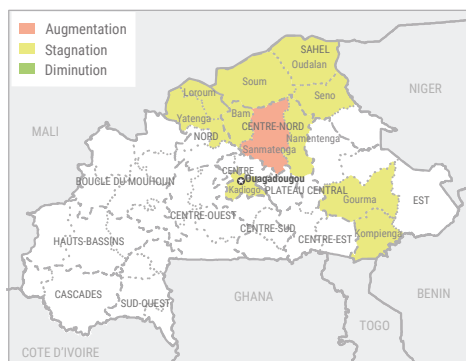 Augmentation
Stagnation
Diminution
SAHEL
Oudalan
Soum
NIGER
Loroum
Seno
MALI
Yatenga
Bam
CENTRE-NORD
NORD
Namentenga
Sanmatenga
CENTRE
Ouagadougou
BOUCLE DU MOUHOUN
Kadiogo
PLATEAU CENTRAL
Gourma
EST
CENTRE-OUEST
CENTRE-SUD
Kompienga
HAUTS-BASSINS
CENTRE-EST
CASCADES
SUD-OUEST
GHANA
BENIN
TOGO
COTE D'IVOIRE